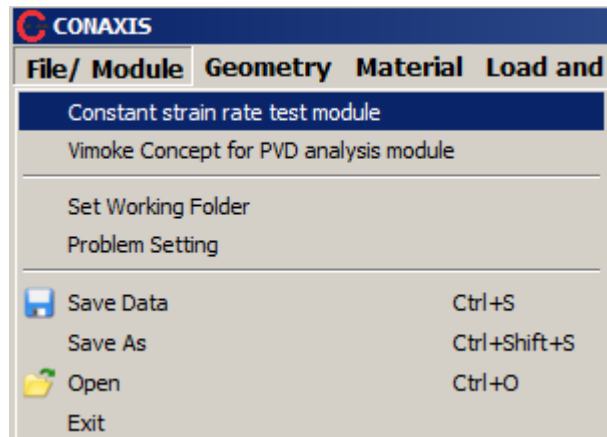 CONAXIS
File/ Module Geometry Material Load and
Constant strain rate test module
Vimoke Concept for PVD analysis module
Set Working Folder
Problem Setting
Save Data Ctrl+S
Save As Ctrl+Shift+S
Open Ctrl+O
Exit